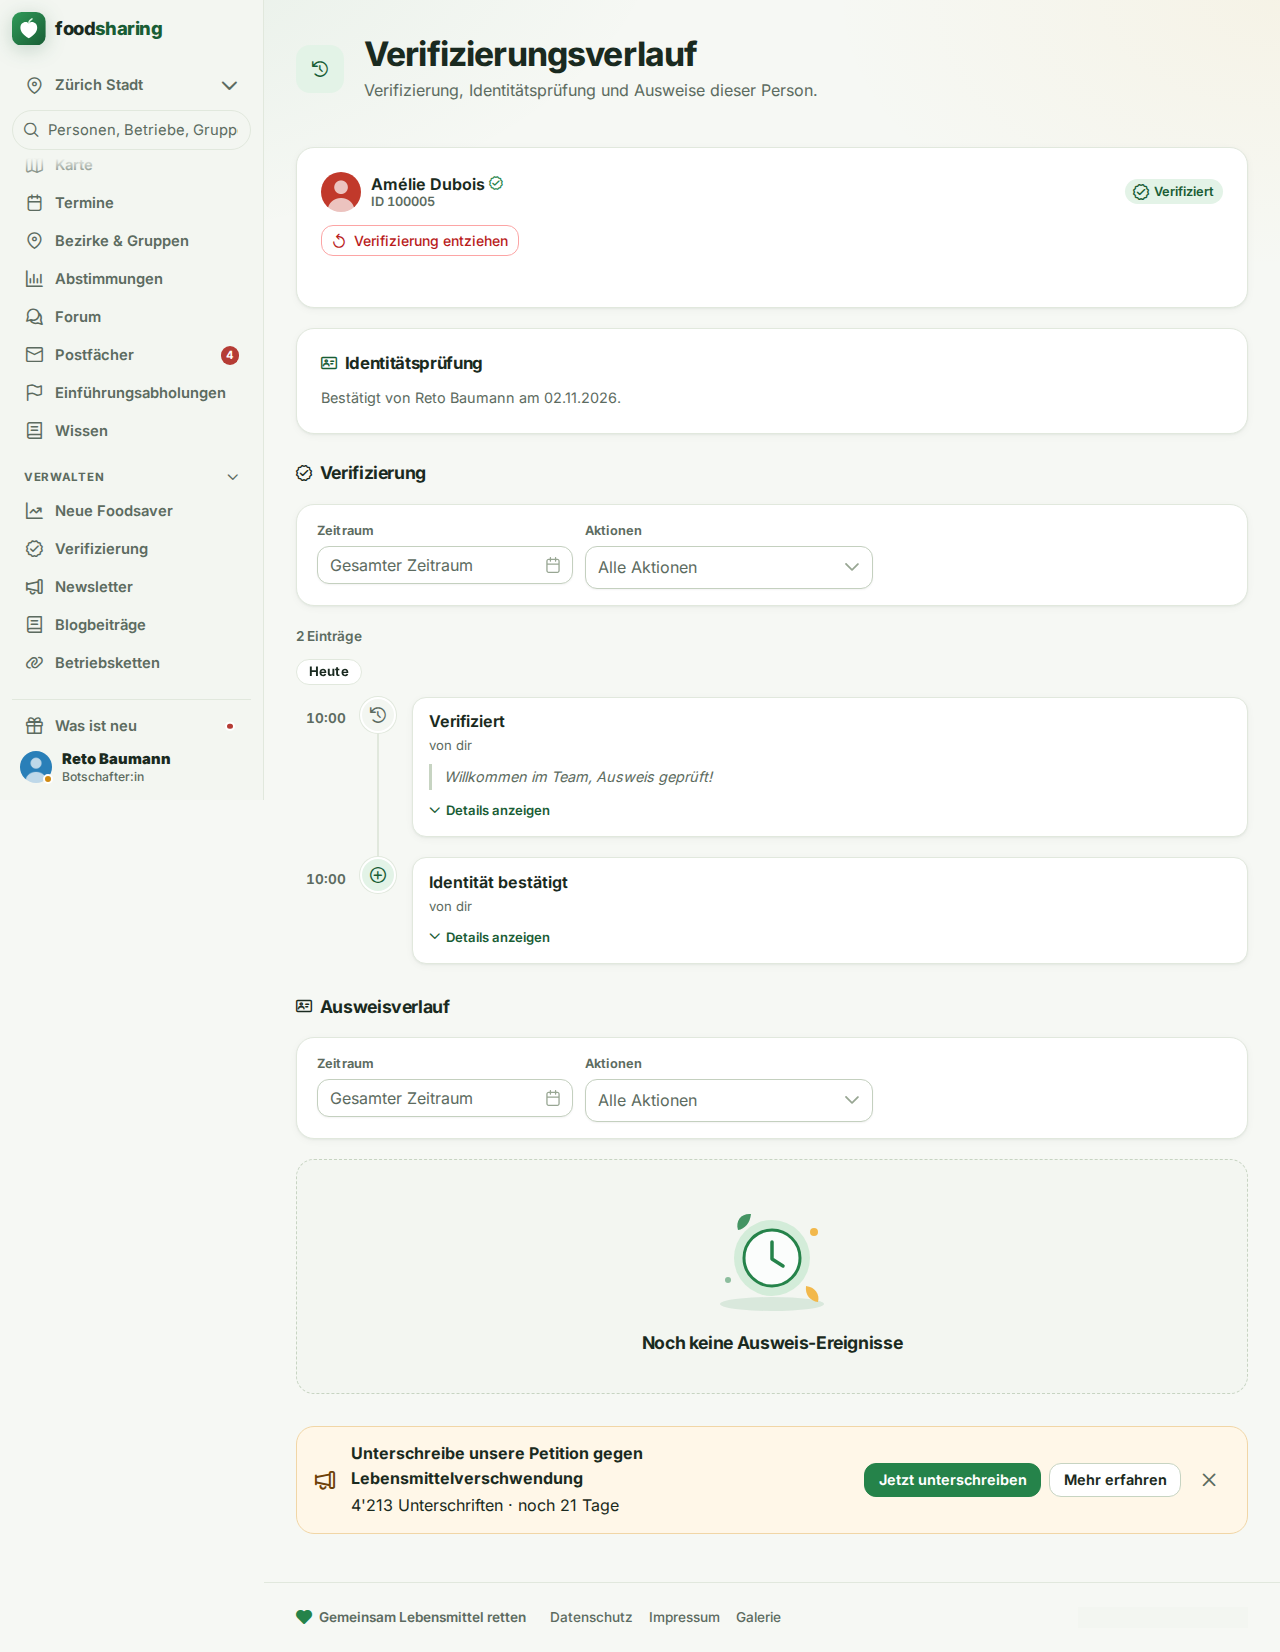 foodsharing
Zürich Stadt
Personen, Betriebe, Grupp
Karte
Termine
Bezirke & Gruppen
Abstimmungen
Forum
Postfächer 4
Einführungsabholungen
Wissen
VERWALTEN
Neue Foodsaver
Verifizierung
Newsletter
Blogbeiträge
Betriebsketten
Was ist neu
Reto Baumann
Botschafter:in
Verifizierungsverlauf
Verifizierung, Identitätsprüfung und Ausweise dieser Person.
Amélie Dubois
ID 100005
Verifiziert
Verifizierung entziehen
Identitätsprüfung
Bestätigt von Reto Baumann am 02.11.2026.
Verifizierung
Zeitraum Aktionen
Gesamter Zeitraum Alle Aktionen
2 Einträge
Heute
10:00 Verifiziert
von dir
Willkommen im Team, Ausweis geprüft!
Details anzeigen
10:00 Identität bestätigt
von dir
Details anzeigen
Ausweisverlauf
Zeitraum Aktionen
Gesamter Zeitraum Alle Aktionen
Noch keine Ausweis-Ereignisse
Unterschreibe unsere Petition gegen
Lebensmittelverschwendung
4'213 Unterschriften · noch 21 Tage
Jetzt unterschreiben Mehr erfahren
Gemeinsam Lebensmittel retten Datenschutz Impressum Galerie